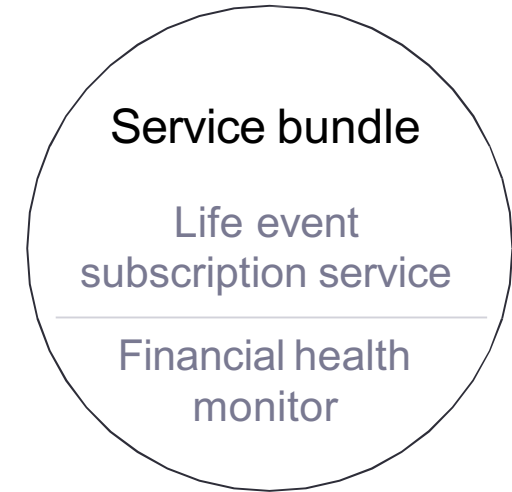 Service bundle
Life event
subscription service
Financial health
monitor